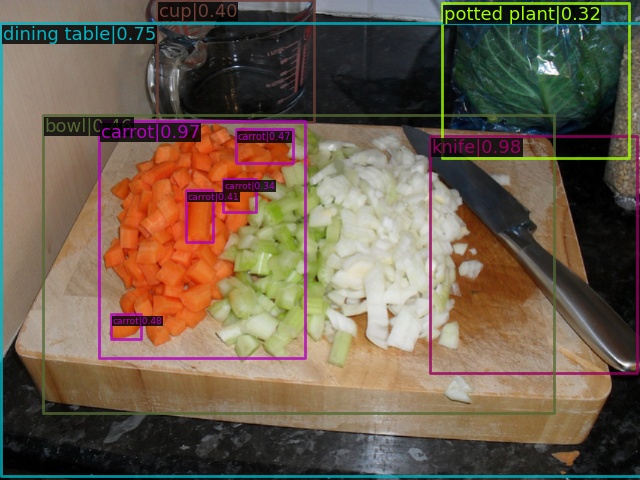 cup|0.40
potted plant|0.32
dining table|0.75
bowl|0.46
carrot|0.97
carrot|0.47
knife|0.98
carrot|0.34
carrot|0.41
carrot|0.48